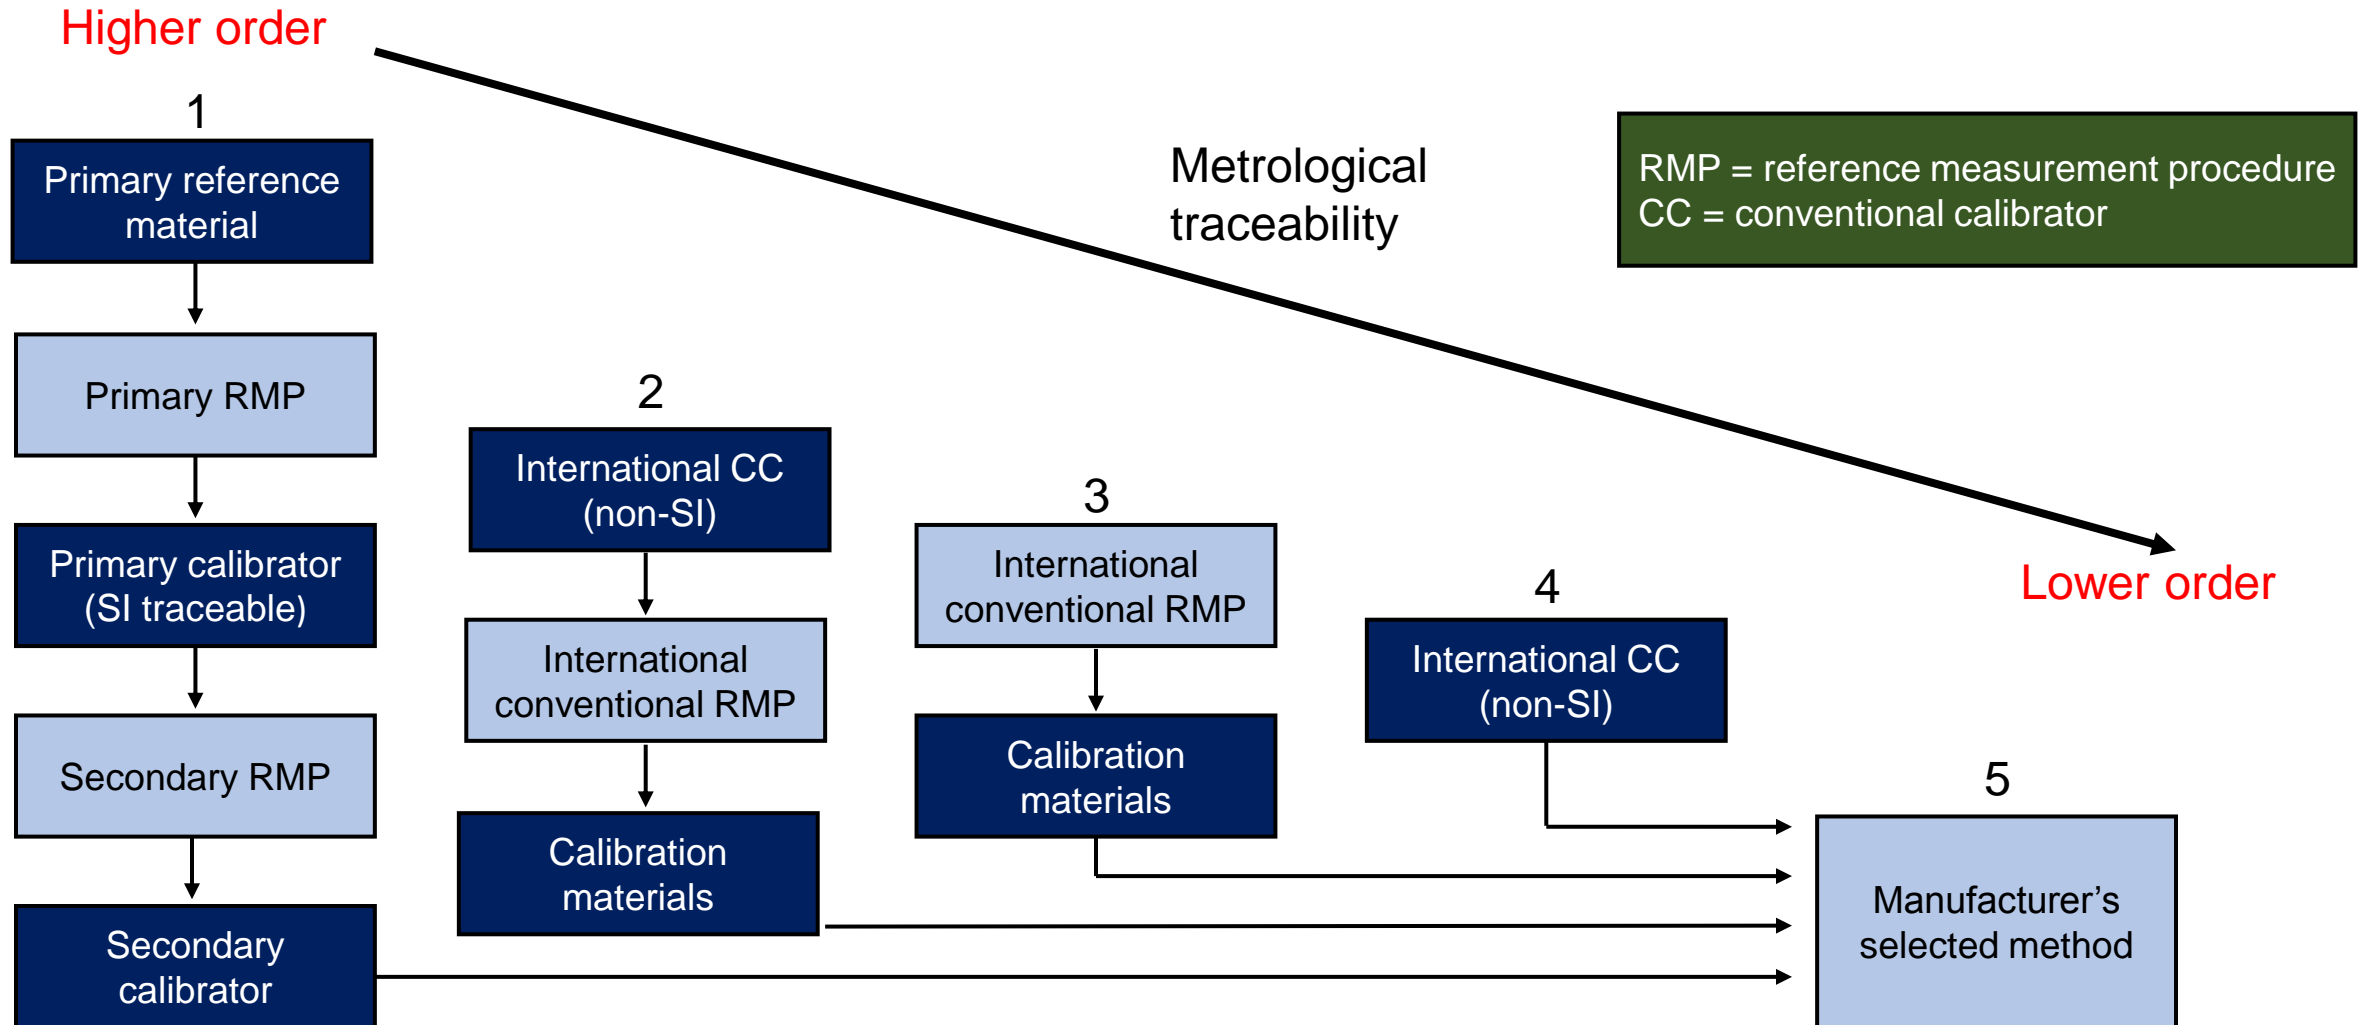 Higher order
1
Primary reference
material
Primary RMP
Primary calibrator
(SI traceable)
Secondary RMP
Secondary
calibrator
2
International CC
(non-SI)
International
conventional RMP
Calibration
materials
3
International
conventional RMP
Calibration
materials
4
International CC
(non-SI)
5
Manufacturer’s
selected method
Metrological
traceability
RMP = reference measurement procedure
CC = conventional calibrator
Lower order